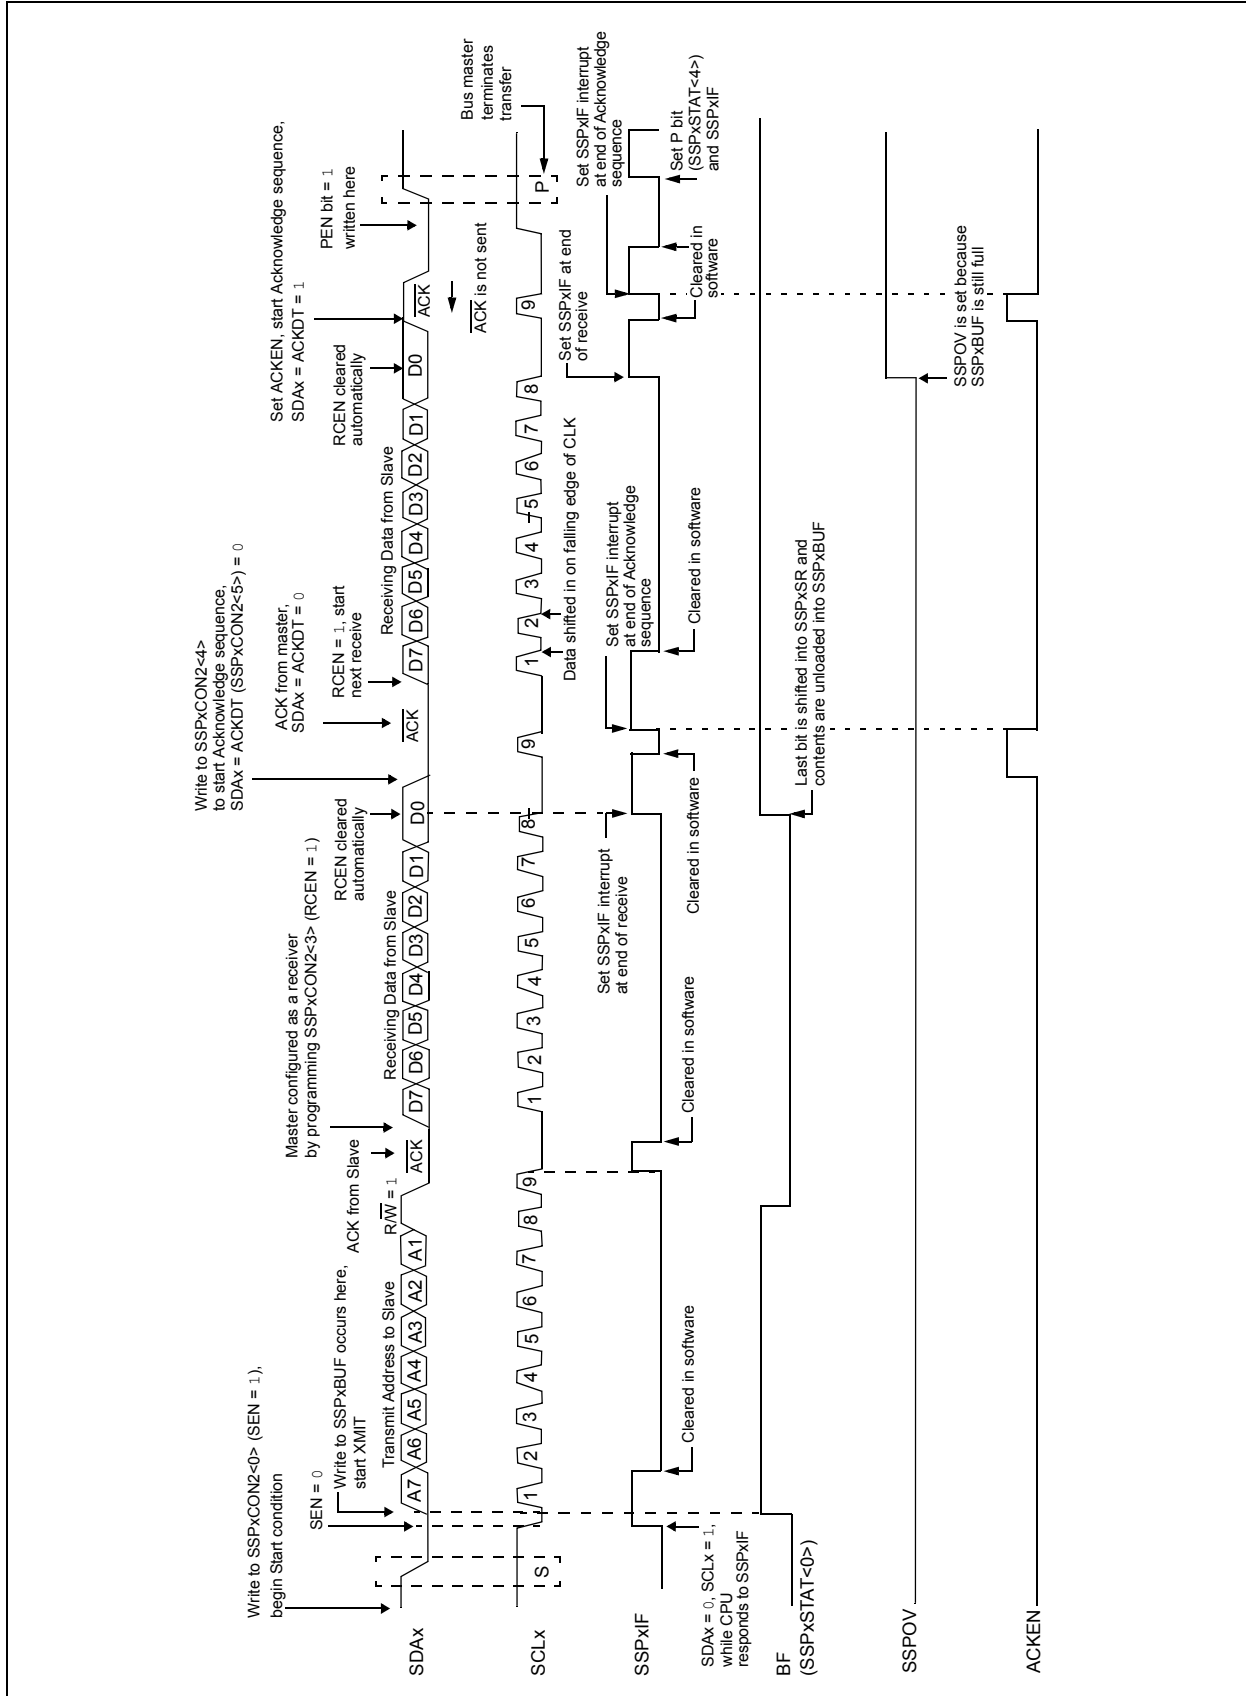 Write to SSPxCON2<4>
to start Acknowledge sequence,
SDAx = ACKDT (SSPxCON2<5>) = 0
Write to SSPxCON2<0> (SEN = 1),
begin Start condition
Master configured as a receiver
by programming SSPxCON2<3> (RCEN = 1)
ACK from master,
SDAx = ACKDT = 0
Set ACKEN, start Acknowledge sequence,
SDAx = ACKDT = 1
SEN = 0
Write to SSPxBUF occurs here,
start XMIT
ACK from Slave
RCEN cleared
automatically
RCEN = 1, start
next receive
RCEN cleared
automatically
PEN bit = 1
written here
Transmit Address to Slave
R/W = 1
Receiving Data from Slave
Receiving Data from Slave
SDAx
A7 A6 A5 A4 A3 A2 A1
ACK
D7 D6 D5 D4 D3 D2 D1 D0
ACK
D7 D6 D5 D4 D3 D2 D1 D0
ACK
ACK is not sent
Bus master
terminates
transfer
SCLx
S
1 2 3 4 5 6 7 8 9
1 2 3 4 5 6 7 8
9
1 2 3 4 5 6 7 8
9
P
Data shifted in on falling edge of CLK
Set SSPxIF interrupt
at end of receive
Set SSPxIF interrupt
at end of Acknowledge
sequence
Set SSPxIF at end
of receive
Set SSPxIF interrupt
at end of Acknowledge
sequence
SSPxIF
Cleared in software
Cleared in software
Cleared in software
Cleared in software
Cleared in
software
Set P bit
(SSPxSTAT<4>)
and SSPxIF
SDAx = 0, SCLx = 1,
while CPU
responds to SSPxIF
BF
(SSPxSTAT<0>)
Last bit is shifted into SSPxSR and
contents are unloaded into SSPxBUF
SSPOV
SSPOV is set because
SSPxBUF is still full
ACKEN